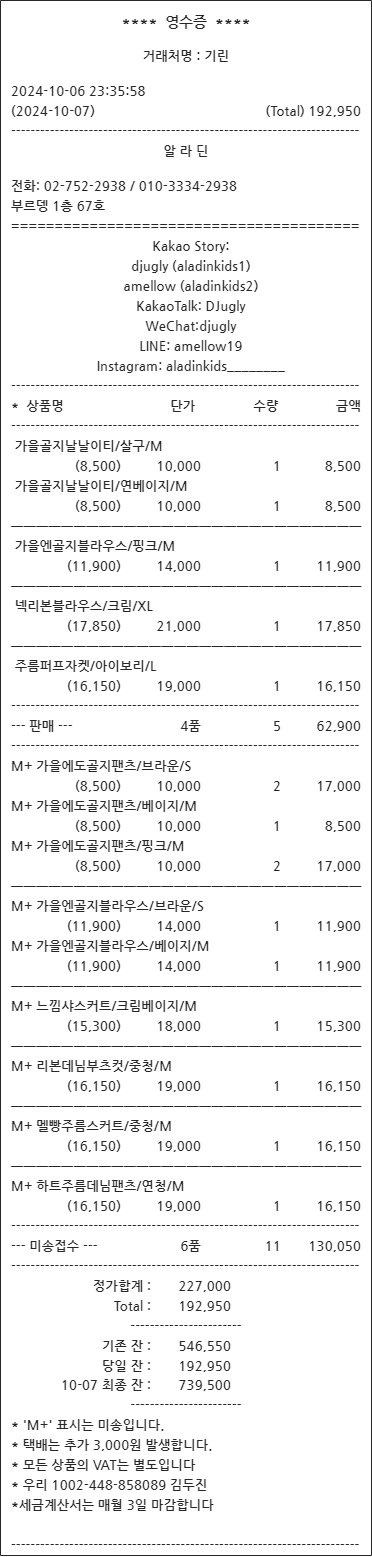 **** 영수증 ****
거래처명 : 기린
2024-10-06 23:35:58
(2024-10-07) (Total) 192,950
알 라 딘
전화: 02-752-2938 / 010-3334-2938
부르뎅 1층 67호
Kakao Story:
djugly (aladinkids1)
amellow (aladinkids2)
KakaoTalk: DJugly
WeChat:djugly
LINE: amellow19
Instagram: aladinkids________
* 상품명 단가 수량 금액
가을골지날날이티/살구/M
(8,500) 10,000 1 8,500
가을골지날날이티/연베이지/M
(8,500) 10,000 1 8,500
가을엔골지블라우스/핑크/M
(11,900) 14,000 1 11,900
넥리본블라우스/크림/XL
(17,850) 21,000 1 17,850
주름퍼프자켓/아이보리/L
(16,150) 19,000 1 16,150
--- 판매 --- 4품 5 62,900
M+ 가을에도골지팬츠/브라운/S
(8,500) 10,000 2 17,000
M+ 가을에도골지팬츠/베이지/M
(8,500) 10,000 1 8,500
M+ 가을에도골지팬츠/핑크/M
(8,500) 10,000 2 17,000
M+ 가을엔골지블라우스/브라운/S
(11,900) 14,000 1 11,900
M+ 가을엔골지블라우스/베이지/M
(11,900) 14,000 1 11,900
M+ 느낌샤스커트/크림베이지/M
(15,300) 18,000 1 15,300
M+ 리본데님부츠컷/중청/M
(16,150) 19,000 1 16,150
M+ 멜빵주름스커트/중청/M
(16,150) 19,000 1 16,150
M+ 하트주름데님팬츠/연청/M
(16,150) 19,000 1 16,150
--- 미송접수 --- 6품 11 130,050
정가합계 : 227,000
Total : 192,950
기존 잔 : 546,550
당일 잔 : 192,950
10-07 최종 잔 : 739,500
* 'M+' 표시는 미송입니다.
* 택배는 추가 3,000원 발생합니다.
* 모든 상품의 VAT는 별도입니다
* 우리 1002-448-858089 김두진
*세금계산서는 매월 3일 마감합니다